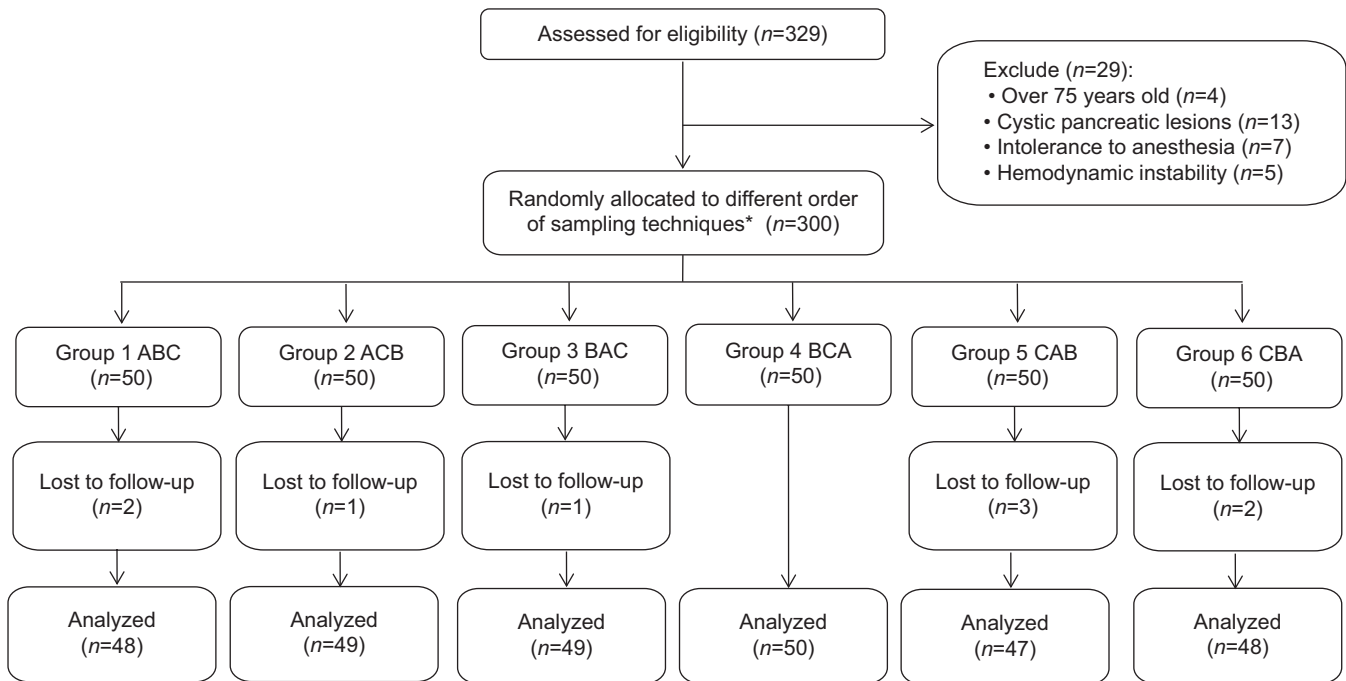 Assessed for eligibility (n=329)
Exclude (n=29):
• Over 75 years old (n=4)
• Cystic pancreatic lesions (n=13)
• Intolerance to anesthesia (n=7)
• Hemodynamic instability (n=5)
Randomly allocated to different order
of sampling techniques* (n=300)
Group 1 ABC
(n=50)
Group 2 ACB
(n=50)
Group 3 BAC
(n=50)
Group 4 BCA
(n=50)
Group 5 CAB
(n=50)
Group 6 CBA
(n=50)
Lost to follow-up
(n=2)
Lost to follow-up
(n=1)
Lost to follow-up
(n=1)
Lost to follow-up
(n=3)
Lost to follow-up
(n=2)
Analyzed
(n=48)
Analyzed
(n=49)
Analyzed
(n=49)
Analyzed
(n=50)
Analyzed
(n=47)
Analyzed
(n=48)